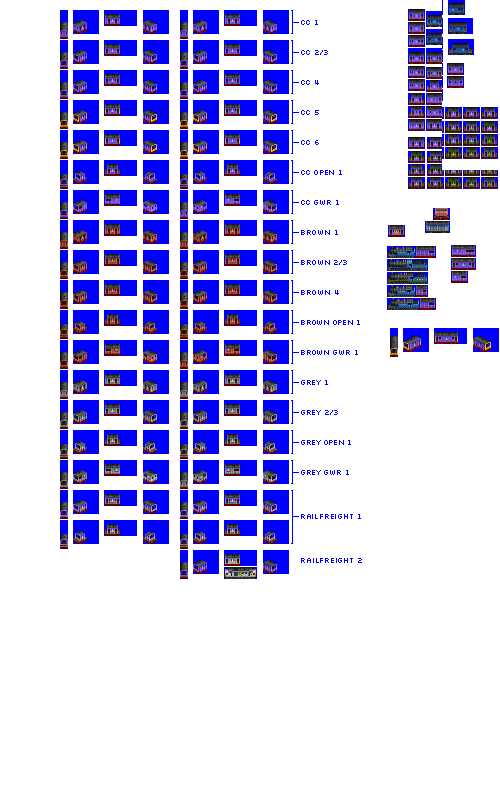 CC 1
CC 2/3
CC 4
CC 5
CC 6
CC OPEN 1
CC GWR 1
BROWN 1
BROWN 2/3
BROWN 4
BROWN OPEN 1
BROWN GWR 1
GREY 1
GREY 2/3
GREY OPEN 1
GREY GWR 1
RAILFREIGHT 1
RAILFREIGHT 2